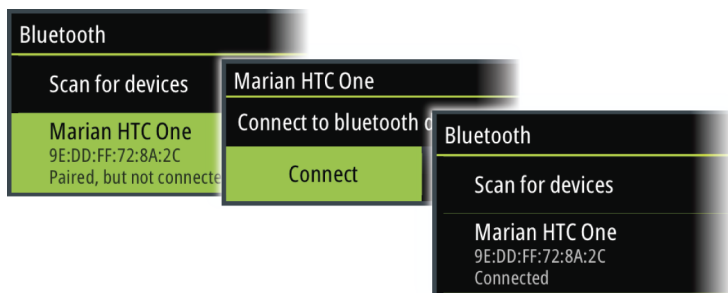 Bluetooth
Scan for devices
Marian HTC One
9E:DD:FF:72:8A:2C
Paired, but not
Marian HTC One
Connect to bluetooth
Connect
Bluetooth
Scan for devices
Marian HTC One
9E:DD:FF:72:8A:2C
Connected